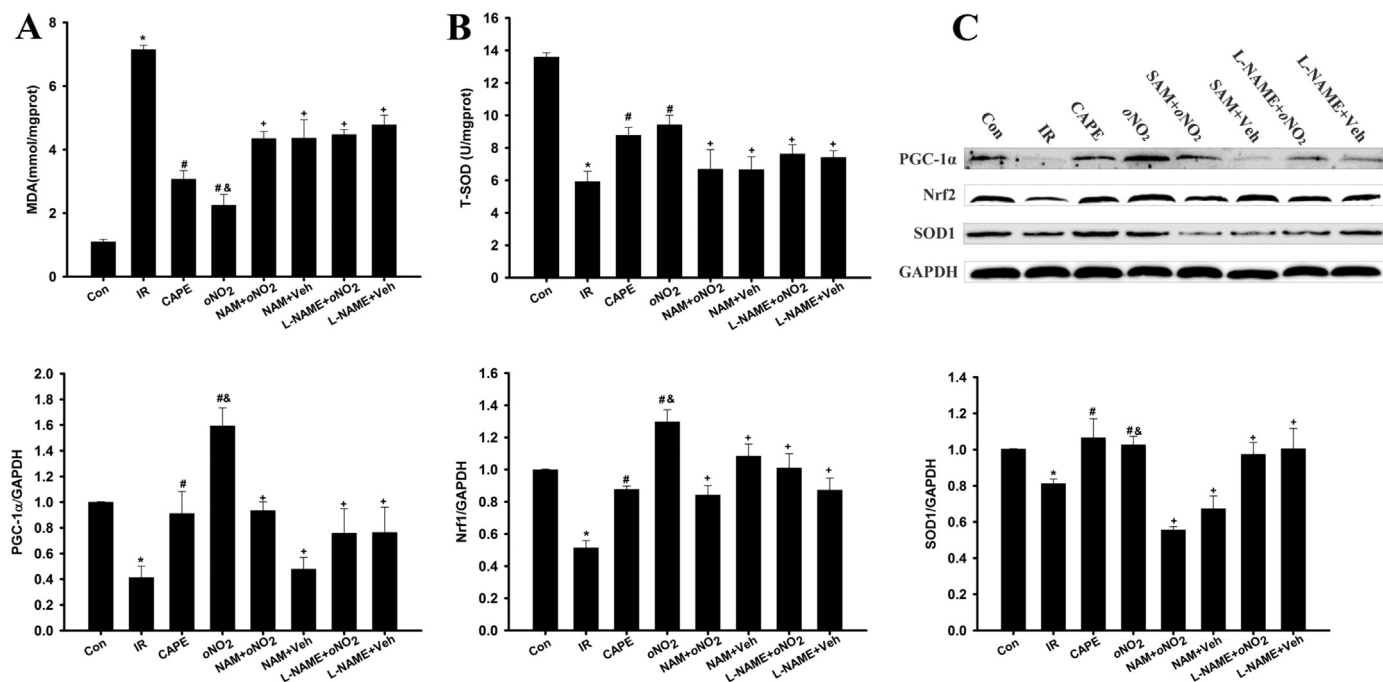 A
MDA(mmol/mgprot)
8
6
4
2
0
*
#
# &
+
+
+
+
Con
IR
CAPE
oNO2
NAM+oNO2
NAM+Veh
L-NAME+oNO2
L-NAME+Veh
B
T-SOD (U/mgprot)
16
14
12
10
8
6
4
2
0
*
#
#
+
+
+
+
Con
IR
CAPE
oNO2
NAM+oNO2
NAM+Veh
L-NAME+oNO2
L-NAME+Veh
C
Con
IR
CAPE
oNO2
SAM+oNO2
SAM+Veh
L-NAME+oNO2
L-NAME+Veh
PGC-1α
Nrf2
SOD1
GAPDH
PGC-1α/GAPDH
2.0
1.8
1.6
1.4
1.2
1.0
0.8
0.6
0.4
0.2
0.0
*
#
#&
+
+
+
+
Con
IR
CAPE
oNO2
NAM+oNO2
NAM+Veh
L-NAME+oNO2
L-NAME+Veh
Nrf1/GAPDH
1.6
1.4
1.2
1.0
0.8
0.6
0.4
0.2
0.0
*
#
#&
+
+
+
+
Con
IR
CAPE
oNO2
NAM+oNO2
NAM+Veh
L-NAME+oNO2
L-NAME+Veh
SOD1/GAPDH
1.4
1.2
1.0
0.8
0.6
0.4
0.2
0.0
*
#
#&
+
+
+
+
Con
IR
CAPE
oNO2
NAM+oNO2
NAM+Veh
L-NAME+oNO2
L-NAME+Veh